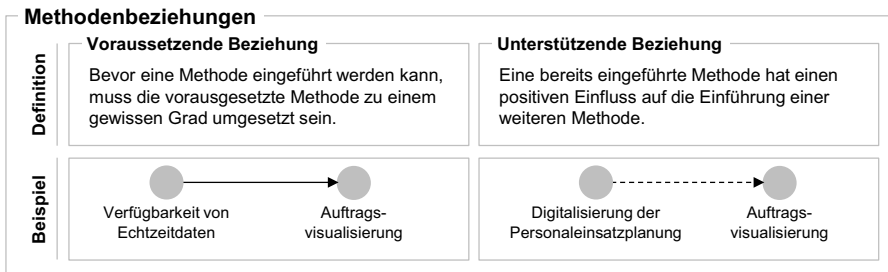 Methodenbeziehungen
Voraussetzende Beziehung
Unterstützende Beziehung
Definition
Bevor eine Methode eingeführt werden kann,
muss die vorausgesetzte Methode zu einem
gewissen Grad umgesetzt sein.
Eine bereits eingeführte Methode hat einen
positiven Einfluss auf die Einführung einer
weiteren Methode.
Beispiel
Verfügbarkeit von
Echtzeitdaten
Auftrags-
visualisierung
Digitalisierung der
Personaleinsatzplanung
Auftrags-
visualisierung